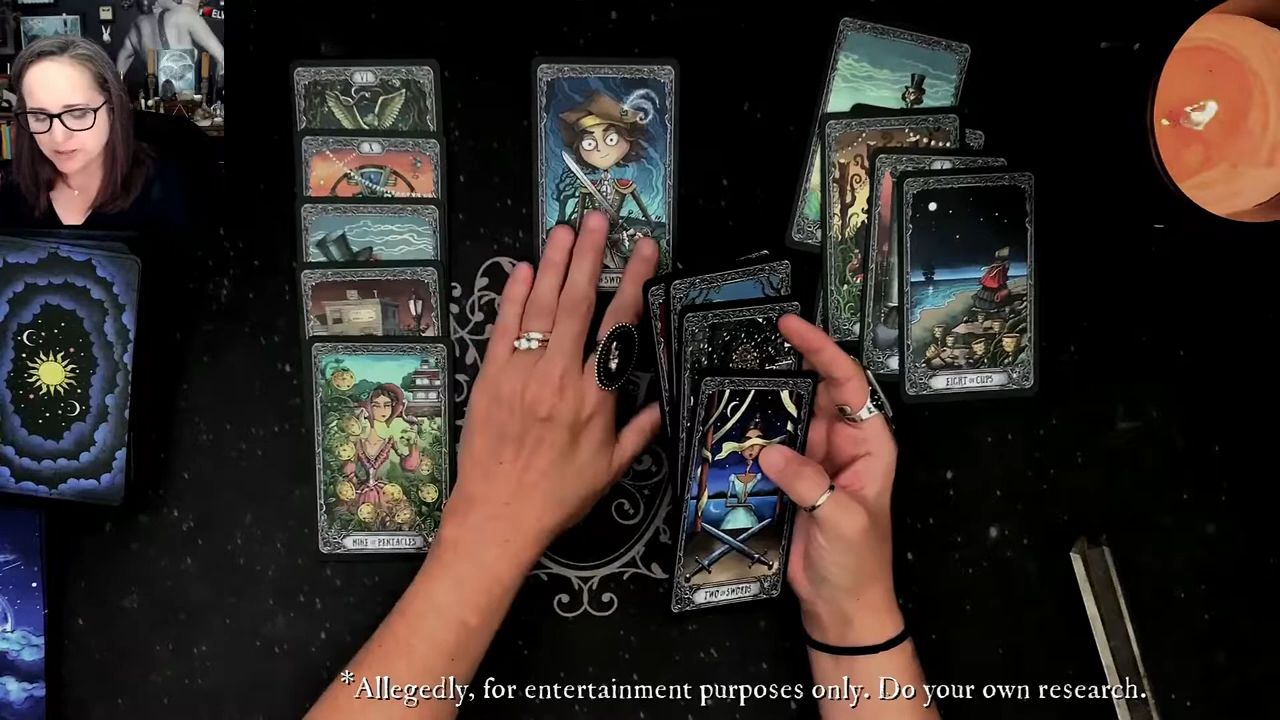 VI
X
NINE OF PENTACLES
TWO OF SWORDS
EIGHT OF CUPS
*Allegedly, for entertainment purposes only. Do your own research.